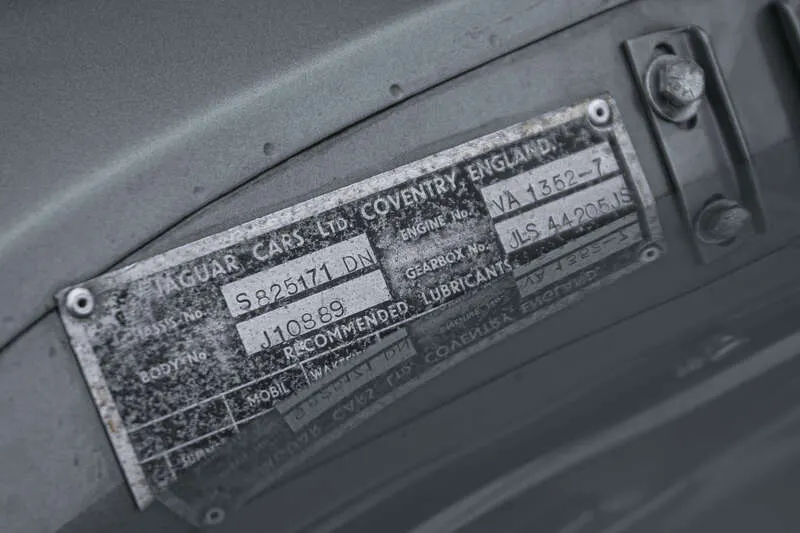 JAGUAR CARS LTD. COVENTRY, ENGLAND.
CHASSIS No. S825171 DN ENGINE No. VA 1352-7
BODY No. J10889 GEARBOX No. JLS 44205JS
RECOMMENDED LUBRICANTS
MOBIL